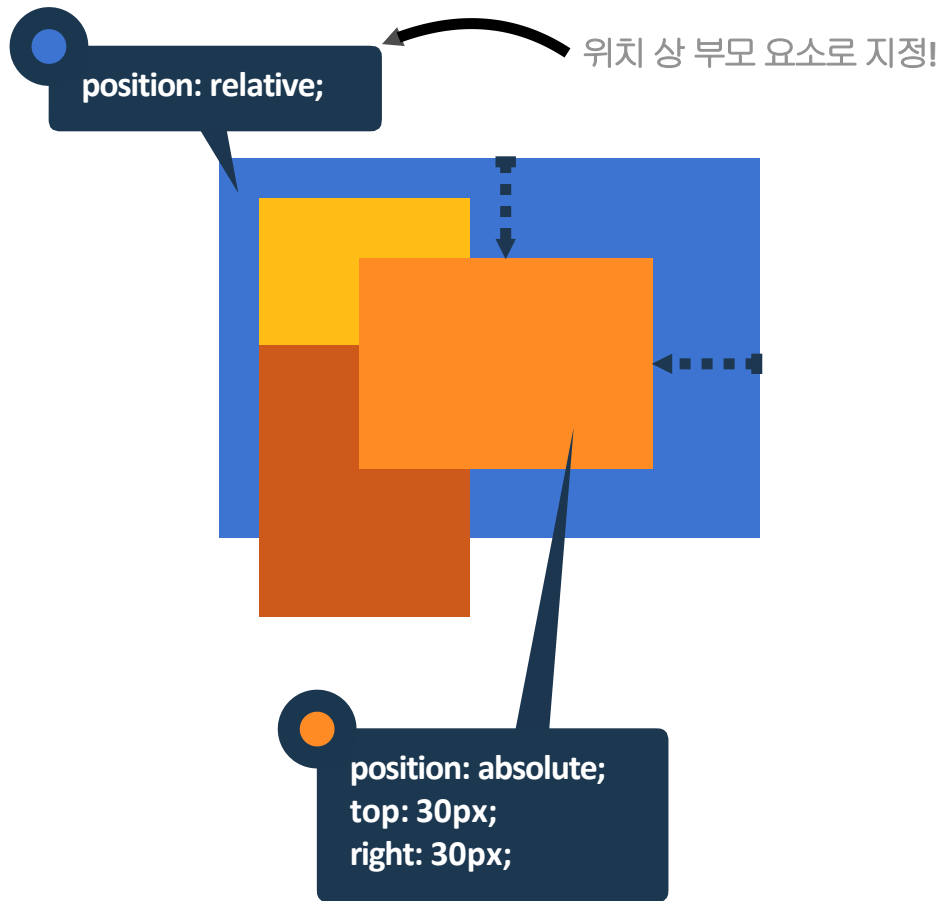 위치 상 부모 요소로 지정!
position: relative;
position: absolute;
top: 30px;
right: 30px;